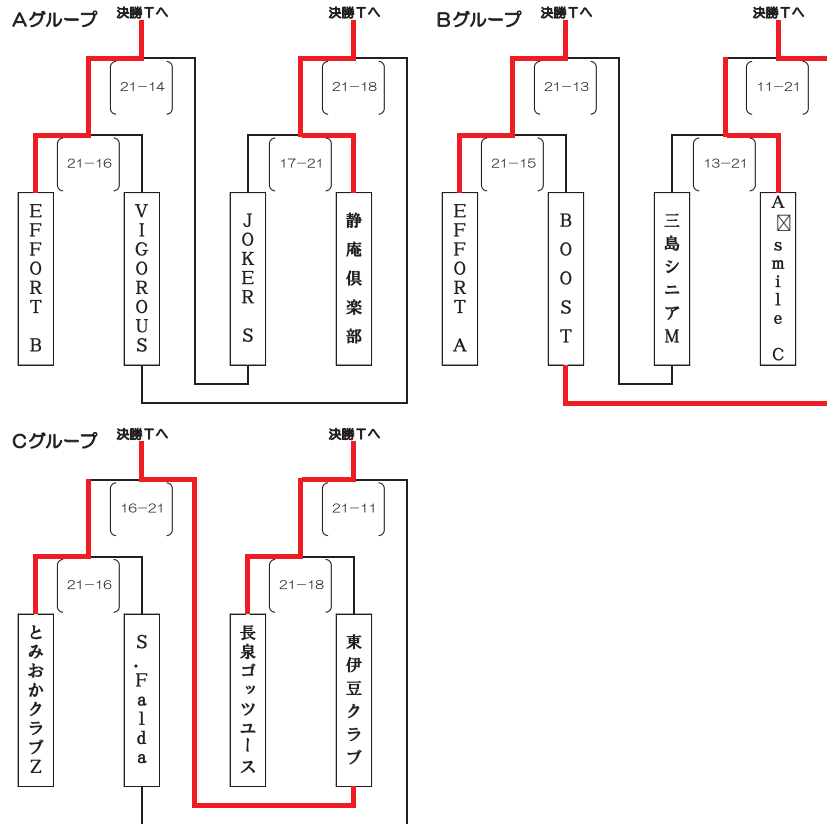 Aグループ 決勝Tへ 決勝Tへ
21-14 21-18
21-16 17-21
EFFORT B
VIGOROUS
JOKER S
静庵倶楽部
Bグループ 決勝Tへ 決勝Tへ
21-13 11-21
21-15 13-21
EFFORT A
BOOST
三島シニアM
A〼smile C
Cグループ 決勝Tへ 決勝Tへ
16-21 21-11
21-16 21-18
とみおかクラブZ
S.Falda
長泉ゴッツユース
東伊豆クラブ